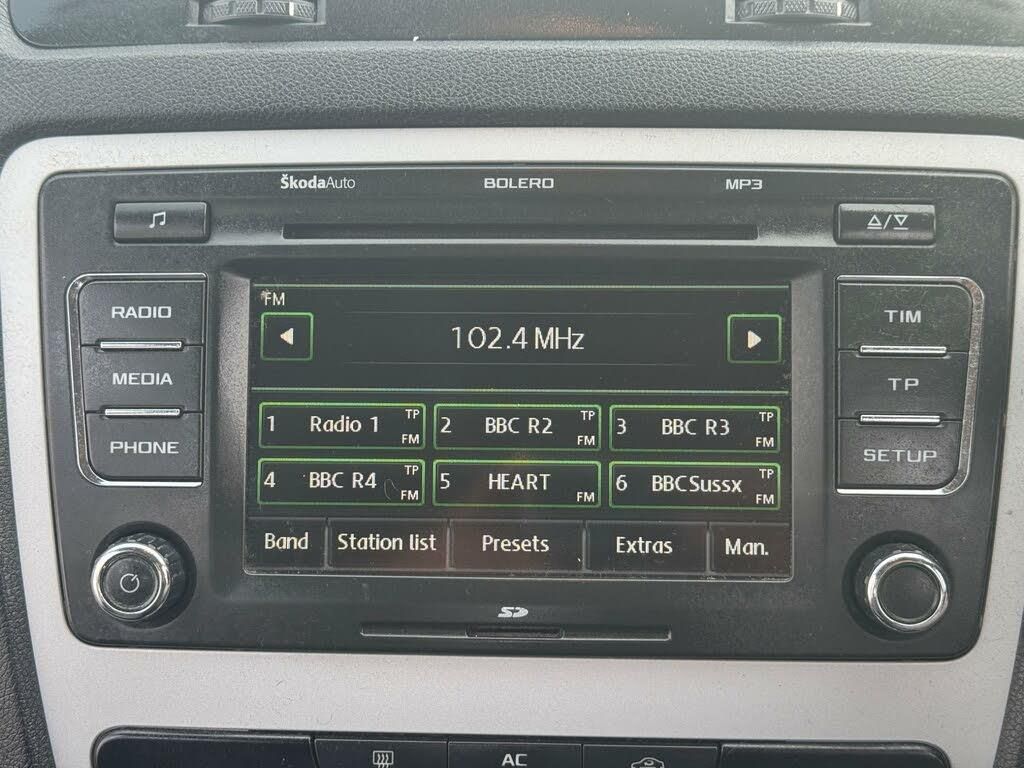 ŠkodaAuto BOLERO MP3
RADIO
MEDIA
PHONE
TIM
TP
SETUP
FM
102.4 MHz
1 Radio 1 TP FM
2 BBC R2 TP FM
3 BBC R3 TP FM
4 BBC R4 TP FM
5 HEART FM
6 BBCSussx TP FM
Band Station list Presets Extras Man.
SD
AC